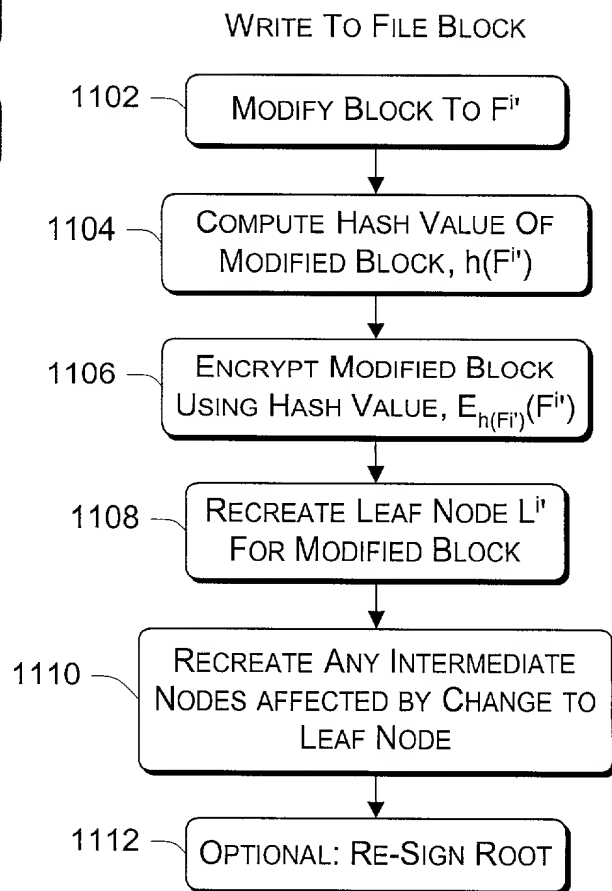 WRITE TO FILE BLOCK
1102
MODIFY BLOCK TO Fi'
1104
COMPUTE HASH VALUE OF
MODIFIED BLOCK, h(Fi')
1106
ENCRYPT MODIFIED BLOCK
USING HASH VALUE, Eh(Fi')(Fi')
1108
RECREATE LEAF NODE Li'
FOR MODIFIED BLOCK
1110
RECREATE ANY INTERMEDIATE
NODES AFFECTED BY CHANGE TO
LEAF NODE
1112
OPTIONAL: RE-SIGN ROOT